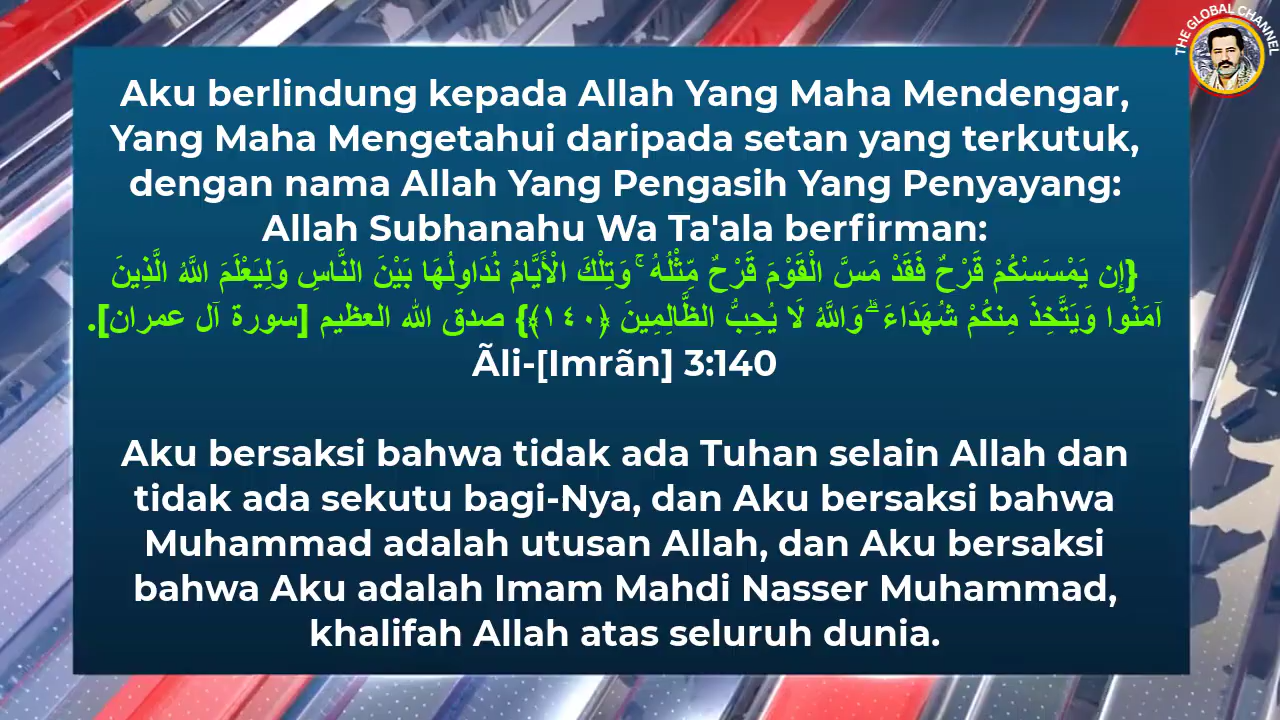 THE GLOBAL CHANNEL
Aku berlindung kepada Allah Yang Maha Mendengar,
Yang Maha Mengetahui daripada setan yang terkutuk,
dengan nama Allah Yang Pengasih Yang Penyayang:
Allah Subhanahu Wa Ta'ala berfirman:
{إِن يَمْسَسْكُمْ قَرْحٌ فَقَدْ مَسَّ الْقَوْمَ قَرْحٌ مِّثْلُهُ ۚ وَتِلْكَ الْأَيَّامُ نُدَاوِلُهَا بَيْنَ النَّاسِ وَلِيَعْلَمَ اللَّهُ الَّذِينَ
آمَنُوا وَيَتَّخِذَ مِنكُمْ شُهَدَاءَ ۗ وَاللَّهُ لَا يُحِبُّ الظَّالِمِينَ ﴿١٤٠﴾} صدق الله العظيم [سورة آل عمران].
Ãli-[Imrãn] 3:140
Aku bersaksi bahwa tidak ada Tuhan selain Allah dan
tidak ada sekutu bagi-Nya, dan Aku bersaksi bahwa
Muhammad adalah utusan Allah, dan Aku bersaksi
bahwa Aku adalah Imam Mahdi Nasser Muhammad,
khalifah Allah atas seluruh dunia.